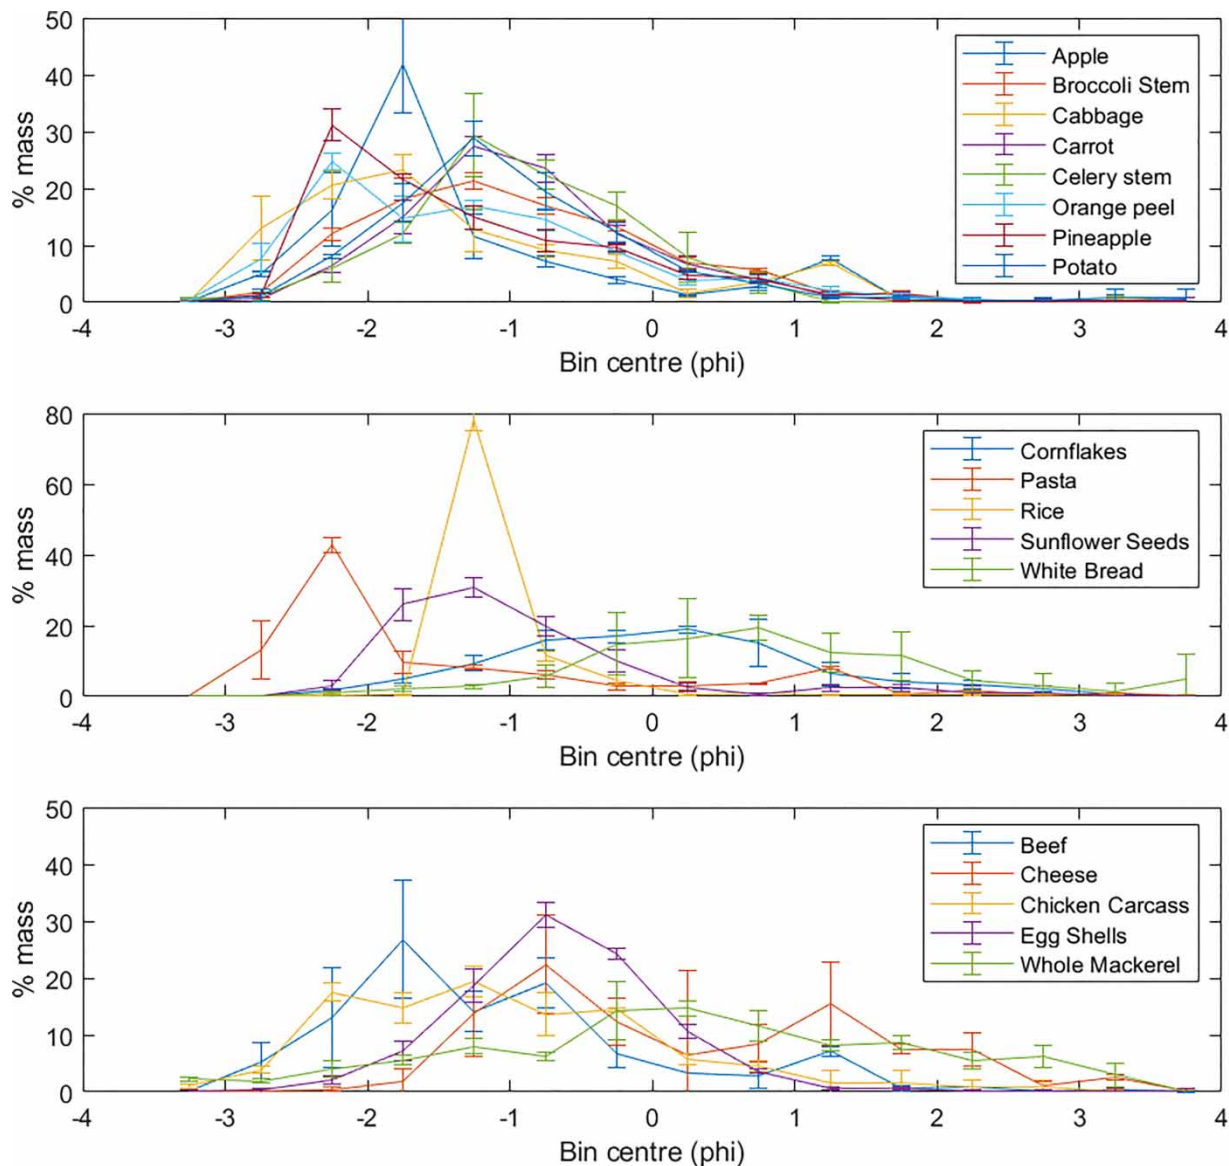 50
40
30
20
10
0
% mass
-4 -3 -2 -1 0 1 2 3 4
Bin centre (phi)
Apple
Broccoli Stem
Cabbage
Carrot
Celery stem
Orange peel
Pineapple
Potato
80
60
40
20
0
% mass
-4 -3 -2 -1 0 1 2 3 4
Bin centre (phi)
Cornflakes
Pasta
Rice
Sunflower Seeds
White Bread
50
40
30
20
10
0
% mass
-4 -3 -2 -1 0 1 2 3 4
Bin centre (phi)
Beef
Cheese
Chicken Carcass
Egg Shells
Whole Mackerel